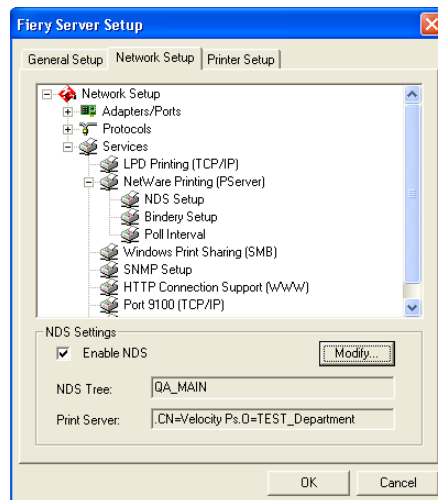 Fiery Server Setup
General Setup Network Setup Printer Setup
Network Setup
Adapters/Ports
Protocols
Services
LPD Printing (TCP/IP)
NetWare Printing (PServer)
NDS Setup
Bindery Setup
Poll Interval
Windows Print Sharing (SMB)
SNMP Setup
HTTP Connection Support (WWW)
Port 9100 (TCP/IP)
NDS Settings
Enable NDS Modify...
NDS Tree: QA_MAIN
Print Server: .CN=Velocity Ps.O=TEST_Department
OK Cancel